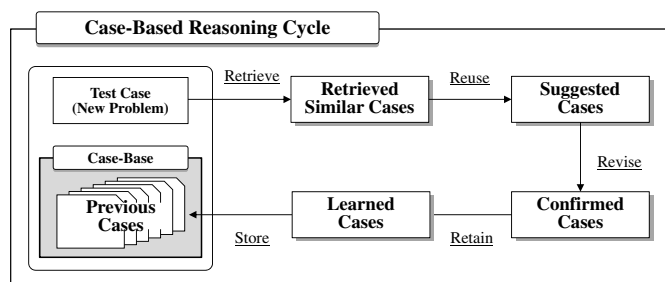 Case-Based Reasoning Cycle
Test Case
(New Problem)
Retrieve
Retrieved
Similar Cases
Reuse
Suggested
Cases
Revise
Case-Base
Previous
Cases
Store
Learned
Cases
Retain
Confirmed
Cases